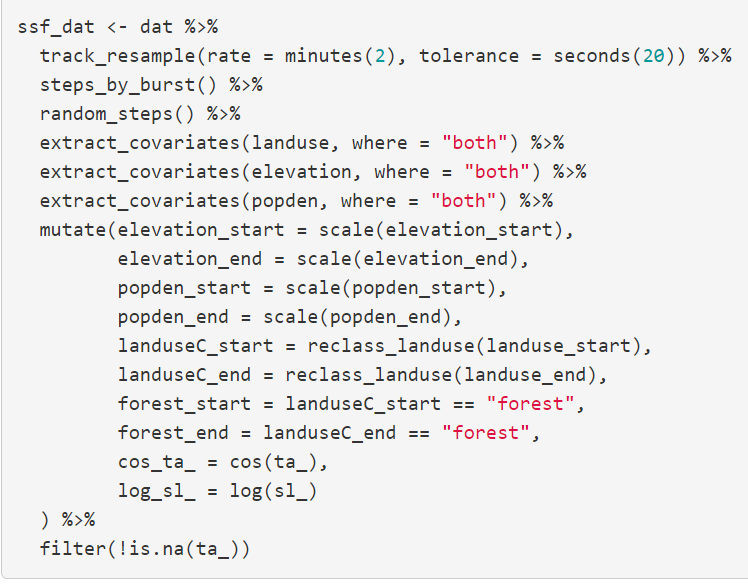 ssf_dat <- dat %>%
  track_resample(rate = minutes(2), tolerance = seconds(20)) %>%
  steps_by_burst() %>%
  random_steps() %>%
  extract_covariates(landuse, where = "both") %>%
  extract_covariates(elevation, where = "both") %>%
  extract_covariates(popden, where = "both") %>%
  mutate(elevation_start = scale(elevation_start),
         elevation_end = scale(elevation_end),
         popden_start = scale(popden_start),
         popden_end = scale(popden_end),
         landuseC_start = reclass_landuse(landuse_start),
         landuseC_end = reclass_landuse(landuse_end),
         forest_start = landuseC_start == "forest",
         forest_end = landuseC_end == "forest",
         cos_ta_ = cos(ta_),
         log_sl_ = log(sl_)
  ) %>%
  filter(!is.na(ta_))